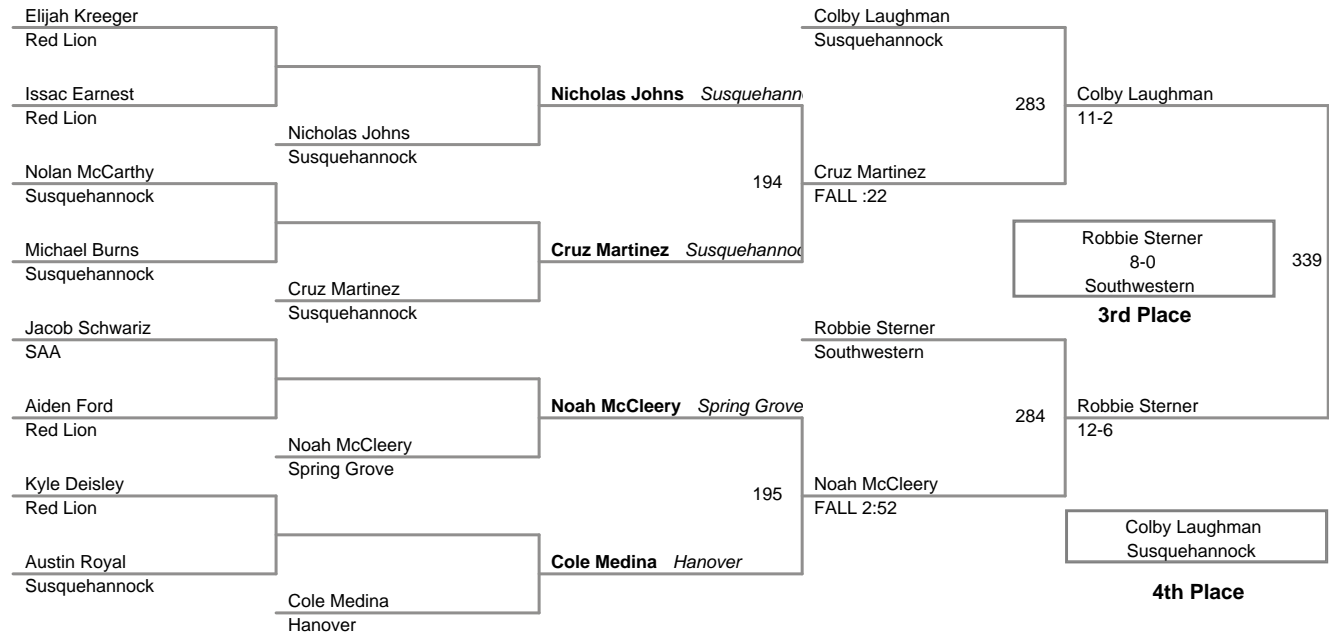 Elijah Kreeger
Red Lion
Issac Earnest
Red Lion
Nolan McCarthy
Susquehannock
Michael Burns
Susquehannock
Jacob Schwariz
SAA
Aiden Ford
Red Lion
Kyle Deisley
Red Lion
Austin Royal
Susquehannock
Nicholas Johns
Susquehannock
Cruz Martinez
Susquehannock
Noah McCleery
Spring Grove
Cole Medina
Hanover
Nicholas Johns Susquehann
Cruz Martinez Susquehannoc
Noah McCleery Spring Grove
Cole Medina Hanover
194
195
Colby Laughman
Susquehannock
Cruz Martinez
FALL :22
Robbie Sterner
Southwestern
Noah McCleery
FALL 2:52
283
284
Colby Laughman
11-2
Robbie Sterner
12-6
Robbie Sterner
8-0
Southwestern
3rd Place
339
Colby Laughman
Susquehannock
4th Place